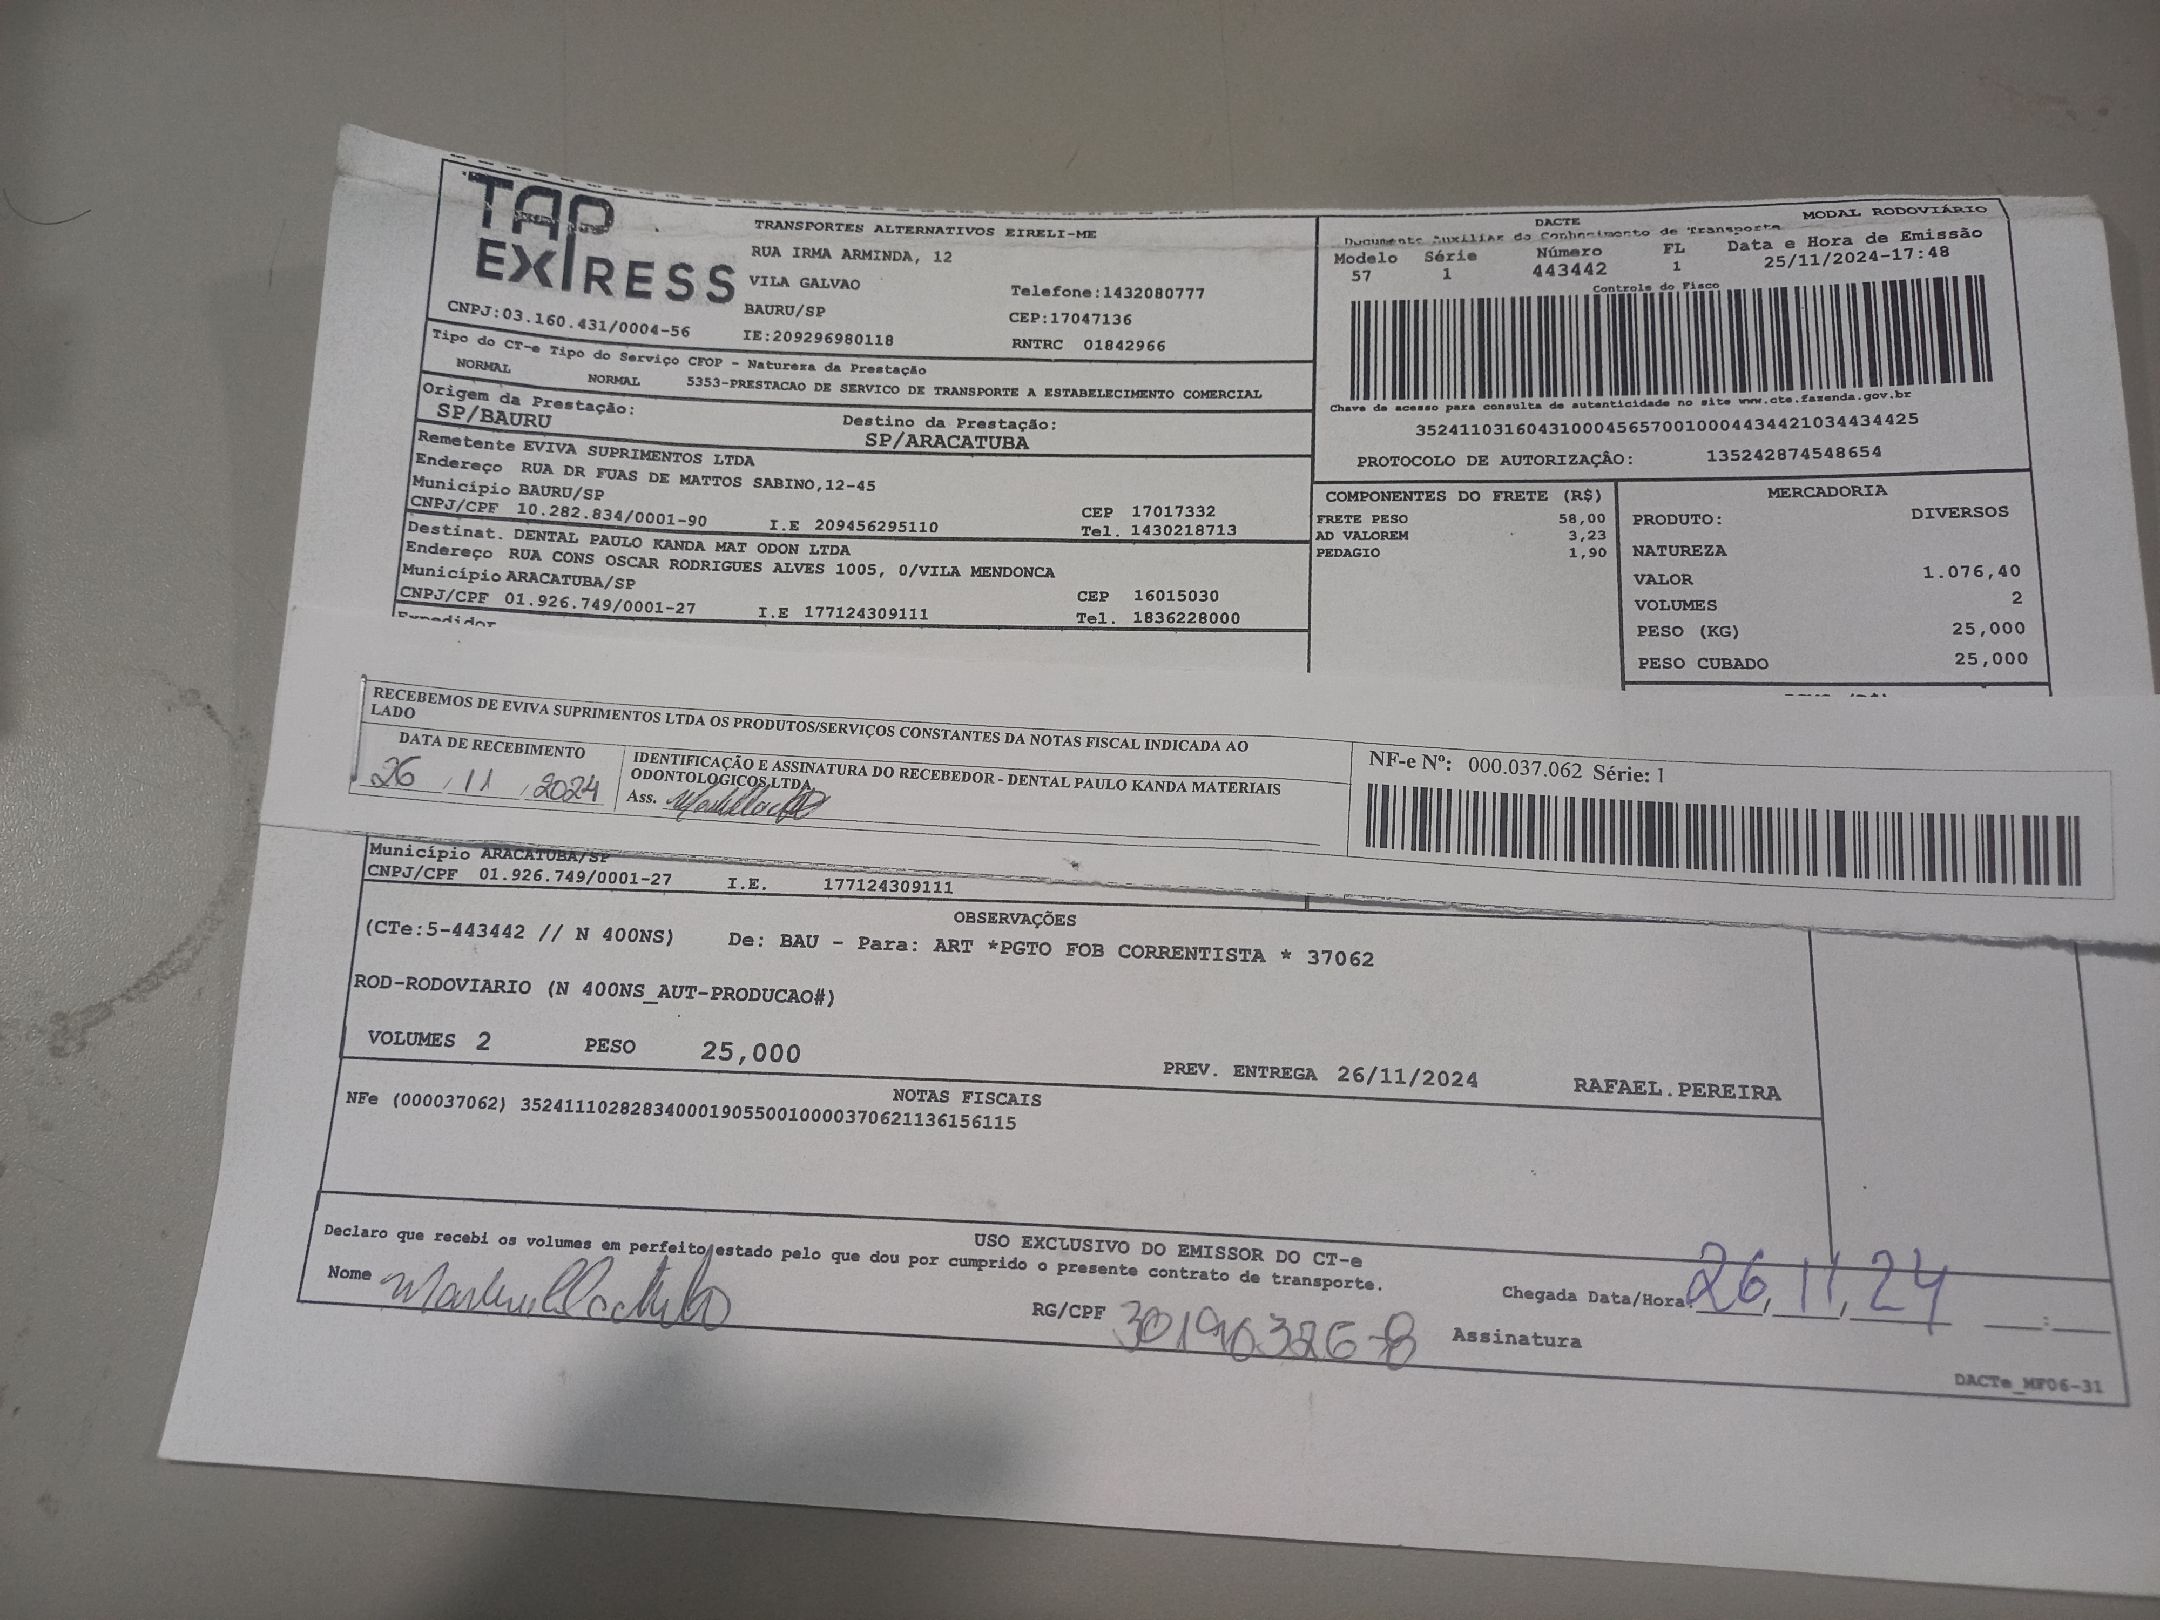 TAP
EXPRESS
CNPJ:03.160.431/0004-56
TRANSPORTES ALTERNATIVOS EIRELI-ME
RUA IRMA ARMINDA, 12
VILA GALVAO
BAURU/SP
IE:209296980118
Telefone:1432080777
CEP:17047136
RNTRC 01842966
DACTE
MODAL RODOVIÁRIO
Documento Auxiliar do Conhecimento de Transporte
Modelo Série Número FL Data e Hora de Emissão
57 1 443442 1 25/11/2024-17:48
Controle do Fisco
Chave de acesso para consulta de autenticidade no site www.cte.fazenda.gov.br
35241103160431000456570010004434421034434425
PROTOCOLO DE AUTORIZAÇÂO: 135242874548654
Tipo do CT-e Tipo do Serviço CFOP - Natureza da Prestação
NORMAL NORMAL 5353-PRESTACAO DE SERVICO DE TRANSPORTE A ESTABELECIMENTO COMERCIAL
Origem da Prestação: Destino da Prestação:
SP/BAURU SP/ARACATUBA
Remetente EVIVA SUPRIMENTOS LTDA
Endereço RUA DR FUAS DE MATTOS SABINO,12-45
Município BAURU/SP CEP 17017332
CNPJ/CPF 10.282.834/0001-90 I.E 209456295110 Tel. 1430218713
Destinat. DENTAL PAULO KANDA MAT ODON LTDA
Endereço RUA CONS OSCAR RODRIGUES ALVES 1005, 0/VILA MENDONCA
Município ARACATUBA/SP CEP 16015030
CNPJ/CPF 01.926.749/0001-27 I.E 177124309111 Tel. 1836228000
Expedidor
COMPONENTES DO FRETE (R$)
FRETE PESO 58,00
AD VALOREM 3,23
PEDAGIO 1,90
MERCADORIA
PRODUTO: DIVERSOS
NATUREZA
VALOR 1.076,40
VOLUMES 2
PESO (KG) 25,000
PESO CUBADO 25,000
RECEBEMOS DE EVIVA SUPRIMENTOS LTDA OS PRODUTOS/SERVIÇOS CONSTANTES DA NOTAS FISCAL INDICADA AO
LADO
DATA DE RECEBIMENTO
26 , 11 , 2024
IDENTIFICAÇÃO E ASSINATURA DO RECEBEDOR - DENTAL PAULO KANDA MATERIAIS
ODONTOLOGICOS LTDA
Ass.
NF-e Nº: 000.037.062 Série: 1
Município ARACATUBA/SP
CNPJ/CPF 01.926.749/0001-27 I.E. 177124309111
OBSERVAÇÕES
(CTe:5-443442 // N 400NS) De: BAU - Para: ART *PGTO FOB CORRENTISTA * 37062
ROD-RODOVIARIO (N 400NS_AUT-PRODUCAO#)
VOLUMES 2 PESO 25,000
PREV. ENTREGA 26/11/2024 RAFAEL.PEREIRA
NOTAS FISCAIS
NFe (000037062) 35241110282834000190550010000370621136156115
USO EXCLUSIVO DO EMISSOR DO CT-e
Declaro que recebi os volumes em perfeito estado pelo que dou por cumprido o presente contrato de transporte.
Nome
RG/CPF 30190326-8
Chegada Data/Hora: 26, 11, 24 __:__
Assinatura
DACTe_MF06-31